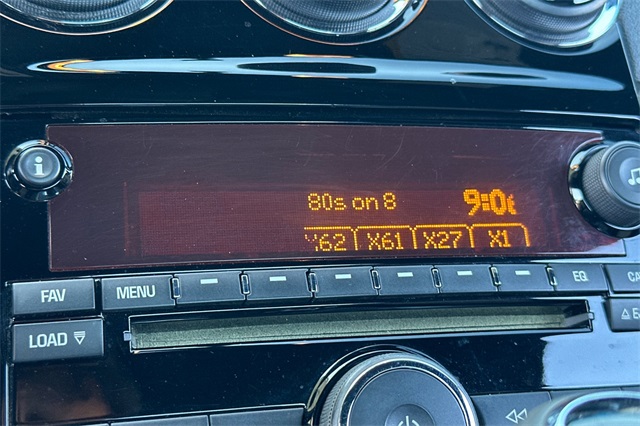 80s on 8
X61 X27 X1
FAV
MENU
EQ
LOAD